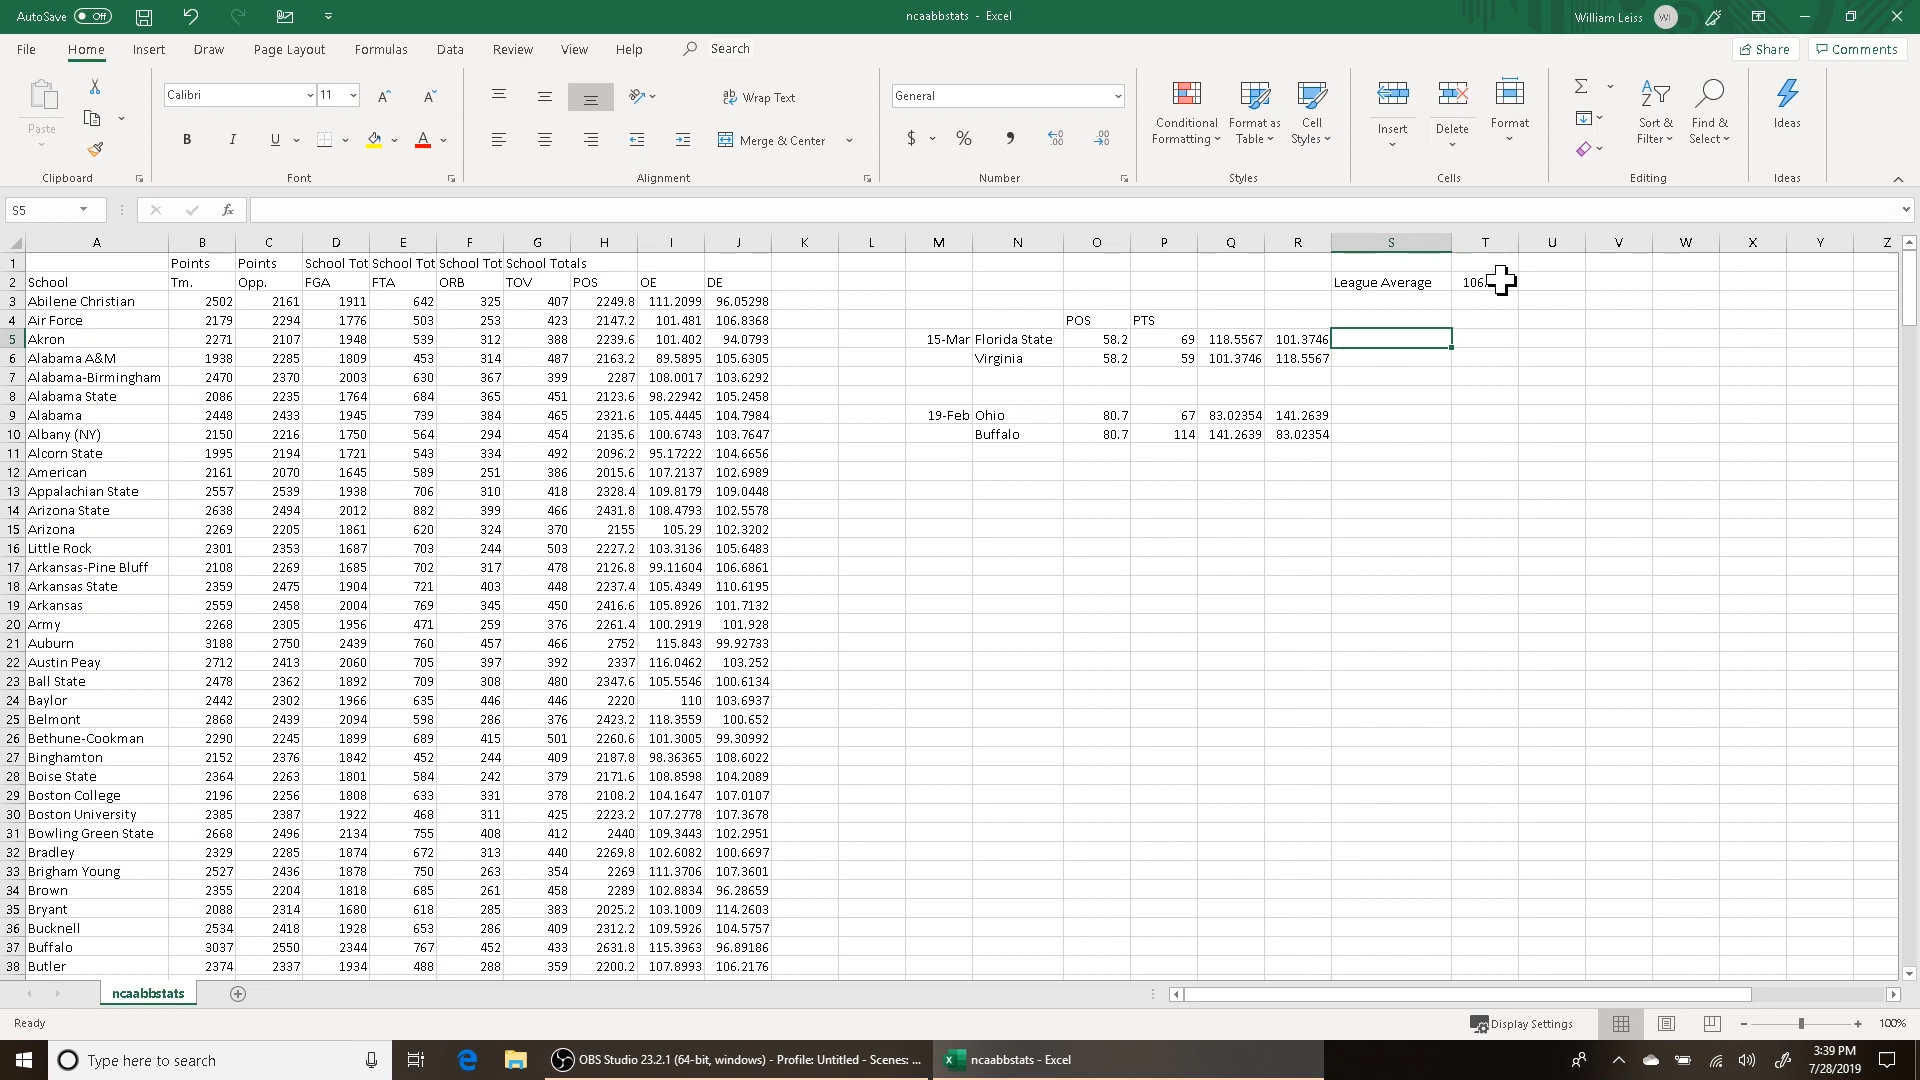 AutoSave Off ncaabbstats - Excel William Leiss WI
File Home Insert Draw Page Layout Formulas Data Review View Help Search Share Comments
Paste Calibri 11 Wrap Text General Conditional Formatting Format as Table Cell Styles Insert Delete Format Sort & Filter Find & Select Ideas
B I U Merge & Center $ % ,
Clipboard Font Alignment Number Styles Cells Editing Ideas
S5 fx
A B C D E F G H I J K L M N O P Q R S T U V W X Y Z
1 Points Points School Tot School Tot School Tot School Totals
2 School Tm. Opp. FGA FTA ORB TOV POS OE DE League Average 106.
3 Abilene Christian 2502 2161 1911 642 325 407 2249.8 111.2099 96.05298
4 Air Force 2179 2294 1776 503 253 423 2147.2 101.481 106.8368 POS PTS
5 Akron 2271 2107 1948 539 312 388 2239.6 101.402 94.0793 15-Mar Florida State 58.2 69 118.5567 101.3746
6 Alabama A&M 1938 2285 1809 453 314 487 2163.2 89.5895 105.6305 Virginia 58.2 59 101.3746 118.5567
7 Alabama-Birmingham 2470 2370 2003 630 367 399 2287 108.0017 103.6292
8 Alabama State 2086 2235 1764 684 365 451 2123.6 98.22942 105.2458
9 Alabama 2448 2433 1945 739 384 465 2321.6 105.4445 104.7984 19-Feb Ohio 80.7 67 83.02354 141.2639
10 Albany (NY) 2150 2216 1750 564 294 454 2135.6 100.6743 103.7647 Buffalo 80.7 114 141.2639 83.02354
11 Alcorn State 1995 2194 1721 543 334 492 2096.2 95.17222 104.6656
12 American 2161 2070 1645 589 251 386 2015.6 107.2137 102.6989
13 Appalachian State 2557 2539 1938 706 310 418 2328.4 109.8179 109.0448
14 Arizona State 2638 2494 2012 882 399 466 2431.8 108.4793 102.5578
15 Arizona 2269 2205 1861 620 324 370 2155 105.29 102.3202
16 Little Rock 2301 2353 1687 703 244 503 2227.2 103.3136 105.6483
17 Arkansas-Pine Bluff 2108 2269 1685 702 317 478 2126.8 99.11604 106.6861
18 Arkansas State 2359 2475 1904 721 403 448 2237.4 105.4349 110.6195
19 Arkansas 2559 2458 2004 769 345 450 2416.6 105.8926 101.7132
20 Army 2268 2305 1956 471 259 376 2261.4 100.2919 101.928
21 Auburn 3188 2750 2439 760 457 466 2752 115.843 99.92733
22 Austin Peay 2712 2413 2060 705 397 392 2337 116.0462 103.252
23 Ball State 2478 2362 1892 709 308 480 2347.6 105.5546 100.6134
24 Baylor 2442 2302 1966 635 446 446 2220 110 103.6937
25 Belmont 2868 2439 2094 598 286 376 2423.2 118.3559 100.652
26 Bethune-Cookman 2290 2245 1899 689 415 501 2260.6 101.3005 99.30992
27 Binghamton 2152 2376 1842 452 244 409 2187.8 98.36365 108.6022
28 Boise State 2364 2263 1801 584 242 379 2171.6 108.8598 104.2089
29 Boston College 2196 2256 1808 633 331 378 2108.2 104.1647 107.0107
30 Boston University 2385 2387 1922 468 311 425 2223.2 107.2778 107.3678
31 Bowling Green State 2668 2496 2134 755 408 412 2440 109.3443 102.2951
32 Bradley 2329 2285 1874 672 313 440 2269.8 102.6082 100.6697
33 Brigham Young 2527 2436 1878 750 263 354 2269 111.3706 107.3601
34 Brown 2355 2204 1818 685 261 458 2289 102.8834 96.28659
35 Bryant 2088 2314 1680 618 285 383 2025.2 103.1009 114.2603
36 Bucknell 2534 2418 1928 653 286 409 2312.2 109.5926 104.5757
37 Buffalo 3037 2550 2344 767 452 433 2631.8 115.3963 96.89186
38 Butler 2374 2337 1934 488 288 359 2200.2 107.8993 106.2176
ncaabbstats
Ready Display Settings 100%
Type here to search OBS Studio 23.2.1 (64-bit, windows) - Profile: Untitled - Scenes: ... ncaabbstats - Excel 3:39 PM
7/28/2019